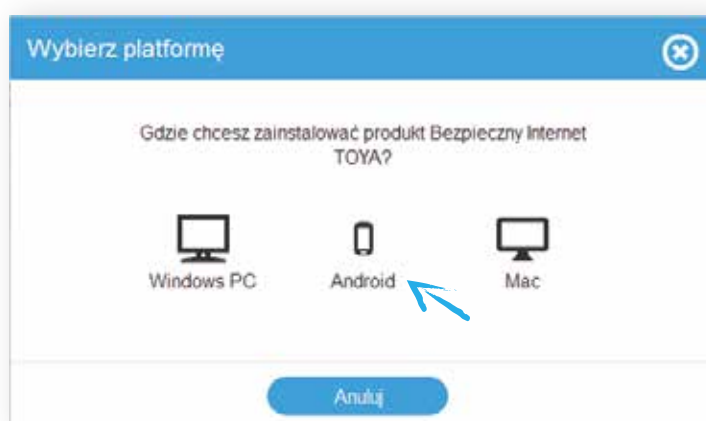 Wybierz platformę
Gdzie chcesz zainstalować produkt Bezpieczny Internet
TOYA?
Windows PC
Android
Mac
Anuluj